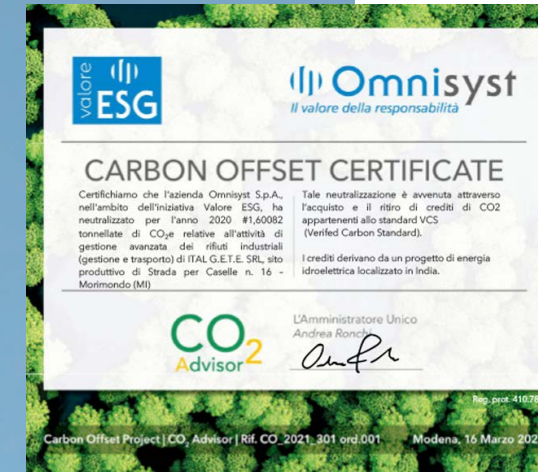 valore
ESG
Omnisyst
Il valore della responsabilità
CARBON OFFSET CERTIFICATE
Certifichiamo che l'azienda Omnisyst S.p.A.,
nell'ambito dell'iniziativa Valore ESG, ha
neutralizzato per l'anno 2020 #1,60082
tonnellate di CO₂e relative all'attività di
gestione avanzata dei rifiuti industriali
(gestione e trasporto) di ITAL G.E.T.E. SRL, sito
produttivo di Strada per Caselle n. 16 -
Morimondo (MI)
Tale neutralizzazione è avvenuta attraverso
l'acquisto e il ritiro di crediti di CO2
appartenenti allo standard VCS
(Verifed Carbon Standard).
I crediti derivano da un progetto di energia
idroelettrica localizzato in India.
CO2
Advisor
L'Amministratore Unico
Andrea Ronchi
Reg. prot. 410.78
Carbon Offset Project | CO₂ Advisor | Rif. CO_2021_301 ord.001
Modena, 16 Marzo 202